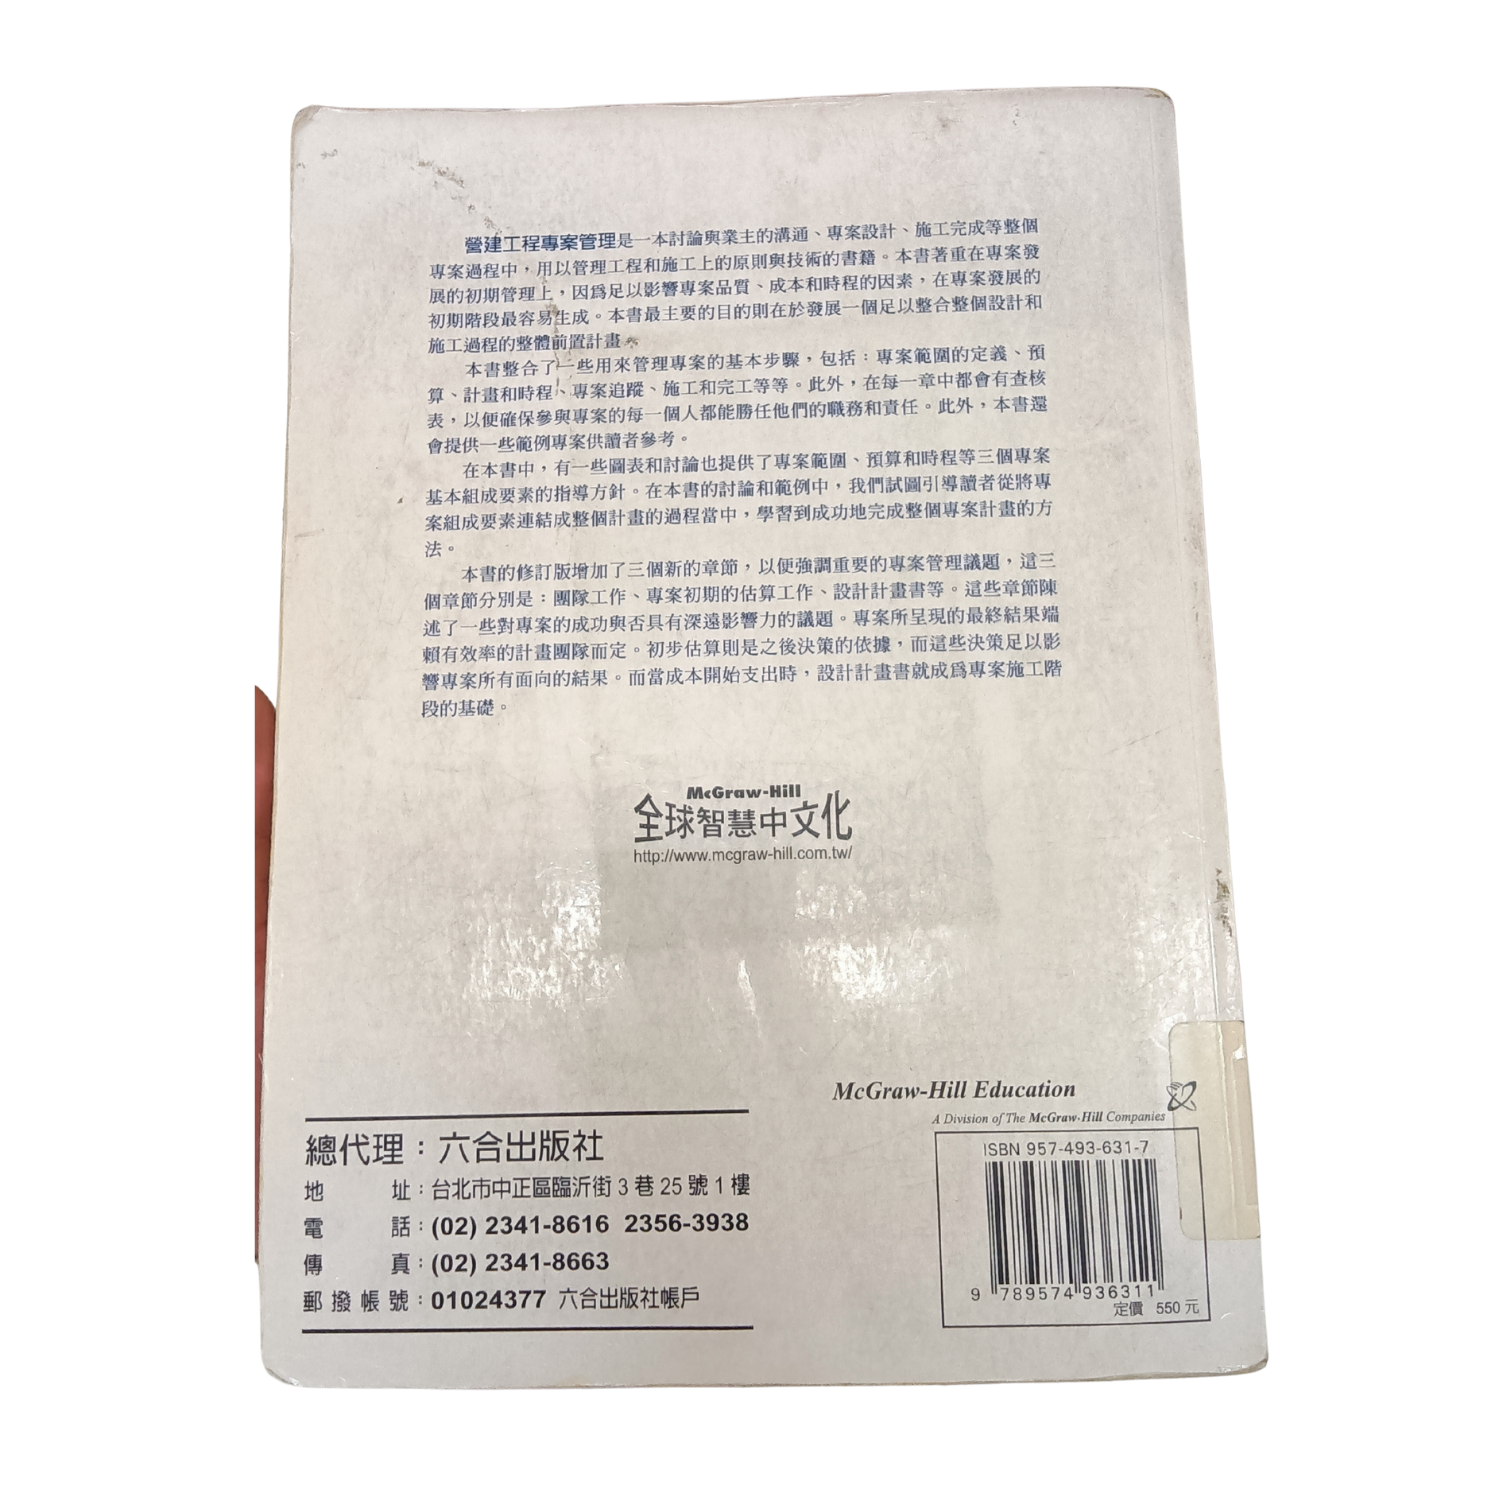 營建工程專案管理是一本討論與業主的溝通、專案設計、施工完成等整個
專案過程中，用以管理工程和施工上的原則與技術的書籍。本書著重在專案發
展的初期管理上，因爲足以影響專案品質、成本和時程的因素，在專案發展的
初期階段最容易生成。本書最主要的目的則在於發展一個足以整合整個設計和
施工過程的整體前置計畫。
本書整合了一些用來管理專案的基本步驟，包括：專案範圍的定義、預
算、計畫和時程、專案追蹤、施工和完工等等。此外，在每一章中都會有查核
表，以便確保參與專案的每一個人都能勝任他們的職務和責任。此外，本書還
會提供一些範例專案供讀者參考。
在本書中，有一些圖表和討論也提供了專案範圍、預算和時程等三個專案
基本組成要素的指導方針。在本書的討論和範例中，我們試圖引導讀者從將專
案組成要素連結成整個計畫的過程當中，學習到成功地完成整個專案計畫的方
法。
本書的修訂版增加了三個新的章節，以便強調重要的專案管理議題，這三
個章節分別是：團隊工作、專案初期的估算工作、設計計畫書等。這些章節陳
述了一些對專案的成功與否具有深遠影響力的議題。專案所呈現的最終結果端
賴有效率的計畫團隊而定。初步估算則是之後決策的依據，而這些決策足以影
響專案所有面向的結果。而當成本開始支出時，設計計畫書就成爲專案施工階
段的基礎。
McGraw-Hill
全球智慧中文化
http://www.mcgraw-hill.com.tw/
McGraw-Hill Education
A Division of The McGraw-Hill Companies
總代理：六合出版社
地址：台北市中正區臨沂街 3 巷 25 號 1 樓
電話：(02) 2341-8616 2356-3938
傳真：(02) 2341-8663
郵撥帳號：01024377 六合出版社帳戶
ISBN 957-493-631-7
9 789574 936311
定價 550 元